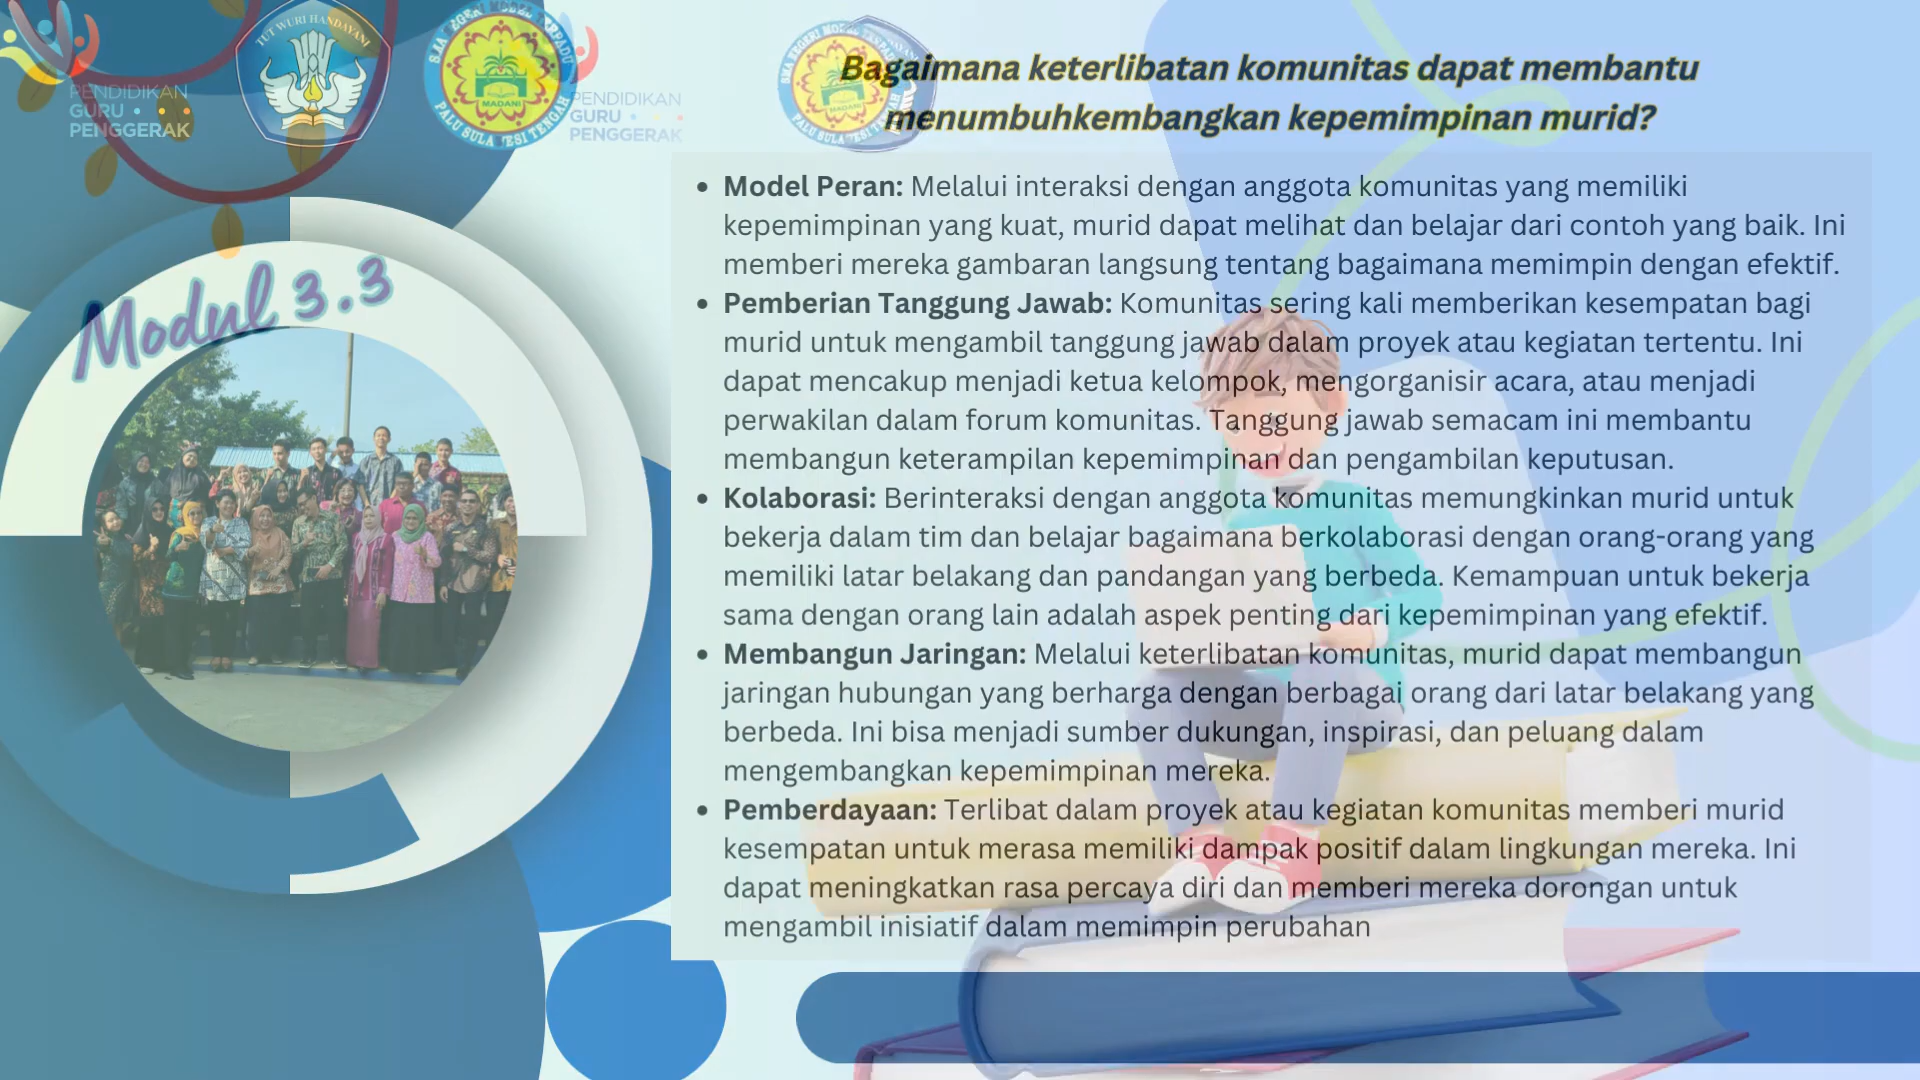 PENDIDIKAN
GURU
PENGGERAK
TUT WURI HANDAYANI
MADANI
PENDIDIKAN
GURU
PENGGERAK
MADANI
Bagaimana keterlibatan komunitas dapat membantu
menumbuhkembangkan kepemimpinan murid?
Modul 3.3
• Model Peran: Melalui interaksi dengan anggota komunitas yang memiliki
kepemimpinan yang kuat, murid dapat melihat dan belajar dari contoh yang baik. Ini
memberi mereka gambaran langsung tentang bagaimana memimpin dengan efektif.
• Pemberian Tanggung Jawab: Komunitas sering kali memberikan kesempatan bagi
murid untuk mengambil tanggung jawab dalam proyek atau kegiatan tertentu. Ini
dapat mencakup menjadi ketua kelompok, mengorganisir acara, atau menjadi
perwakilan dalam forum komunitas. Tanggung jawab semacam ini membantu
membangun keterampilan kepemimpinan dan pengambilan keputusan.
• Kolaborasi: Berinteraksi dengan anggota komunitas memungkinkan murid untuk
bekerja dalam tim dan belajar bagaimana berkolaborasi dengan orang-orang yang
memiliki latar belakang dan pandangan yang berbeda. Kemampuan untuk bekerja
sama dengan orang lain adalah aspek penting dari kepemimpinan yang efektif.
• Membangun Jaringan: Melalui keterlibatan komunitas, murid dapat membangun
jaringan hubungan yang berharga dengan berbagai orang dari latar belakang yang
berbeda. Ini bisa menjadi sumber dukungan, inspirasi, dan peluang dalam
mengembangkan kepemimpinan mereka.
• Pemberdayaan: Terlibat dalam proyek atau kegiatan komunitas memberi murid
kesempatan untuk merasa memiliki dampak positif dalam lingkungan mereka. Ini
dapat meningkatkan rasa percaya diri dan memberi mereka dorongan untuk
mengambil inisiatif dalam memimpin perubahan